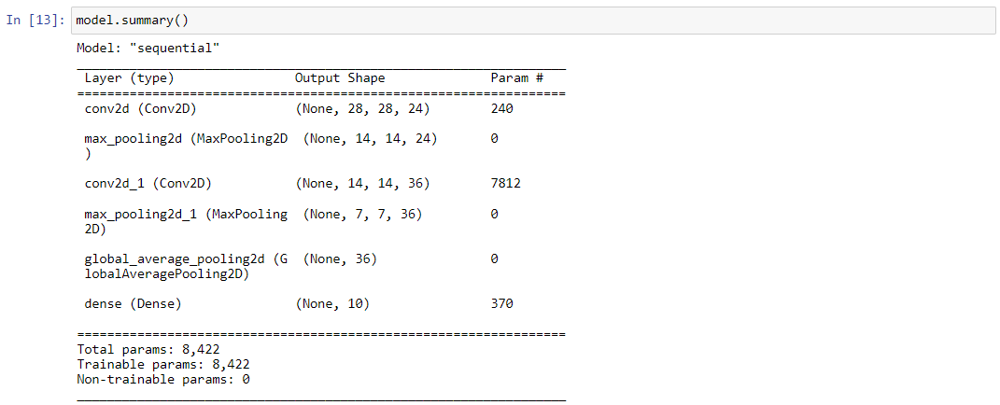 In [13]: model.summary()
Model: "sequential"
_________________________________________________________________
Layer (type) Output Shape Param #
=================================================================
conv2d (Conv2D) (None, 28, 28, 24) 240
max_pooling2d (MaxPooling2D (None, 14, 14, 24) 0
)
conv2d_1 (Conv2D) (None, 14, 14, 36) 7812
max_pooling2d_1 (MaxPooling (None, 7, 7, 36) 0
2D)
global_average_pooling2d (G (None, 36) 0
lobalAveragePooling2D)
dense (Dense) (None, 10) 370
=================================================================
Total params: 8,422
Trainable params: 8,422
Non-trainable params: 0
_________________________________________________________________